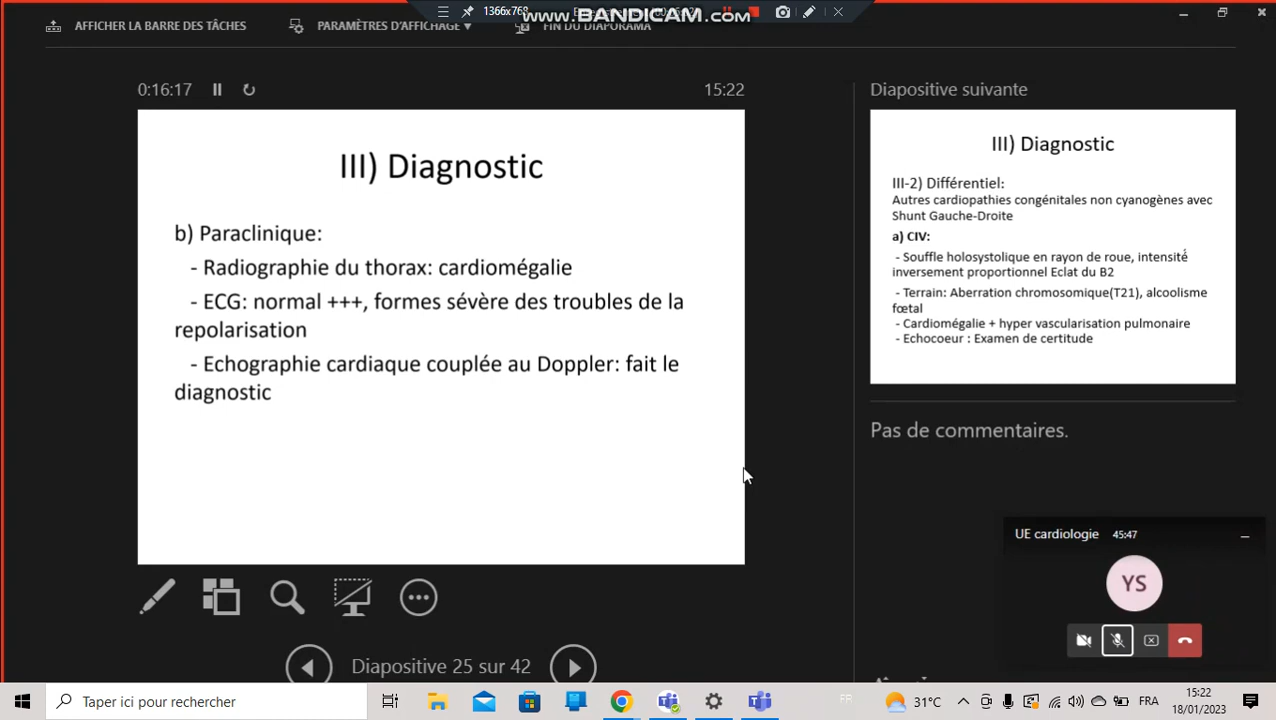 1366x768
www.BANDICAM.com
AFFICHER LA BARRE DES TÂCHES
PARAMÈTRES D'AFFICHAGE ▼
FIN DU DIAPORAMA
0:16:17
15:22
III) Diagnostic
b) Paraclinique:
- Radiographie du thorax: cardiomégalie
- ECG: normal +++, formes sévère des troubles de la
repolarisation
- Echographie cardiaque couplée au Doppler: fait le
diagnostic
Diapositive 25 sur 42
Diapositive suivante
III) Diagnostic
III-2) Différentiel:
Autres cardiopathies congénitales non cyanogènes avec
Shunt Gauche-Droite
a) CIV:
- Souffle holosystolique en rayon de roue, intensité
inversement proportionnel Eclat du B2
- Terrain: Aberration chromosomique(T21), alcoolisme
fœtal
- Cardiomégalie + hyper vascularisation pulmonaire
- Echocoeur : Examen de certitude
Pas de commentaires.
UE cardiologie 45:47
YS
Taper ici pour rechercher
FR
31°C
FRA
15:22
18/01/2023